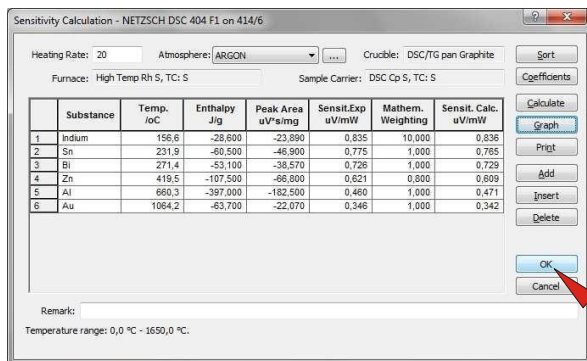 Sensitivity Calculation - NETZSCH DSC 404 F1 on 414/6
Heating Rate: 20 Atmosphere: ARGON ... Crucible: DSC/TG pan Graphite Sort
Furnace: High Temp Rh S, TC: S Sample Carrier: DSC Cp S, TC: S Coefficients
Substance Temp. /oC Enthalpy J/g Peak Area uV*s/mg Sensit.Exp uV/mW Mathem. Weighting Sensit. Calc. uV/mW
1 Indium 156,6 -28,600 -23,890 0,835 10,000 0,836
2 Sn 231,9 -60,500 -46,900 0,775 1,000 0,765
3 Bi 271,4 -53,100 -38,570 0,726 1,000 0,729
4 Zn 419,5 -107,500 -66,800 0,621 0,800 0,609
5 Al 660,3 -397,000 -182,500 0,460 1,000 0,471
6 Au 1064,2 -63,700 -22,070 0,346 1,000 0,342
Calculate
Graph
Print
Add
Insert
Delete
OK
Cancel
Remark:
Temperature range: 0,0 ºC - 1650,0 ºC.